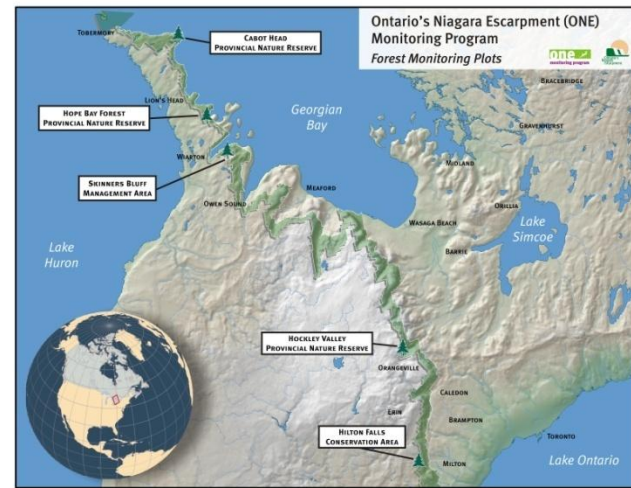 Ontario's Niagara Escarpment (ONE)
Monitoring Program
Forest Monitoring Plots
one
monitoring program
TOBERMORY
CABOT HEAD
PROVINCIAL NATURE RESERVE
LION'S HEAD
HOPE BAY FOREST
PROVINCIAL NATURE RESERVE
WIARTON
SKINNERS BLUFF
MANAGEMENT AREA
OWEN SOUND
Georgian
Bay
MEAFORD
BRACEBRIDGE
GRAVENHURST
MIDLAND
ORILLIA
WASAGA BEACH
Lake
Simcoe
BARRIE
Lake
Huron
HOCKLEY VALLEY
PROVINCIAL NATURE RESERVE
ORANGEVILLE
CALEDON
ERIN
BRAMPTON
HILTON FALLS
CONSERVATION AREA
TORONTO
MILTON
Lake Ontario